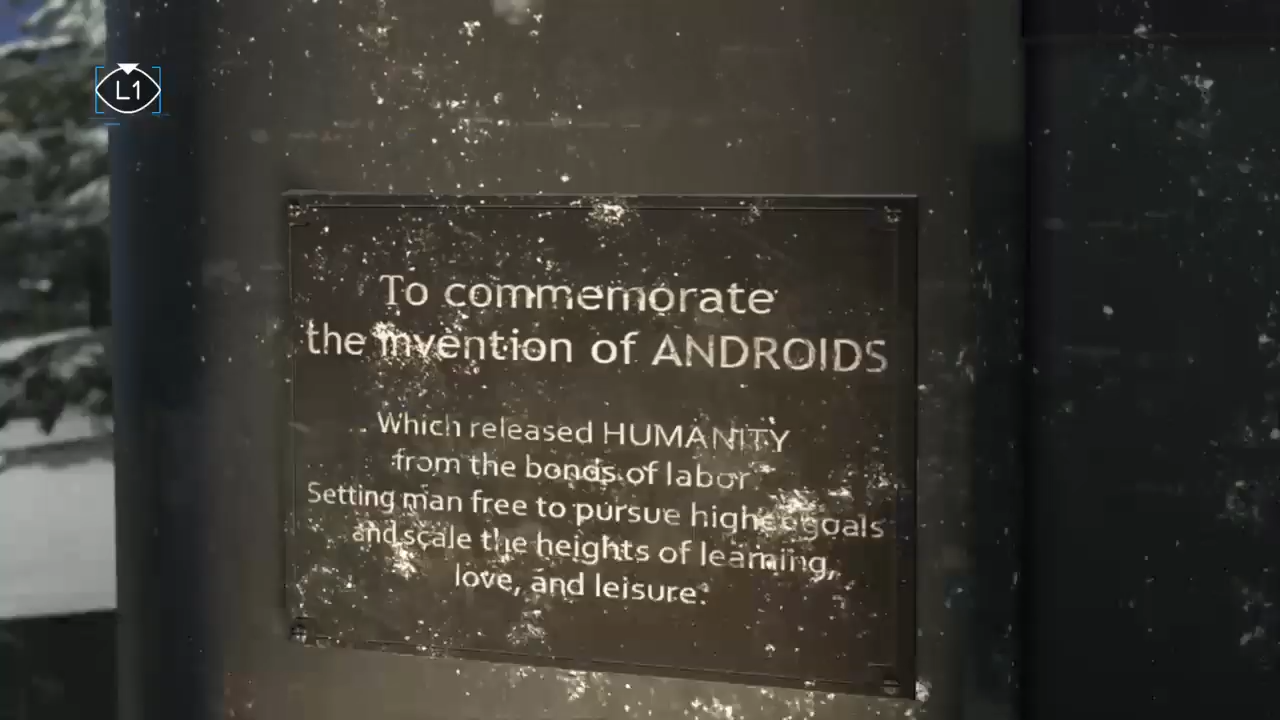 L1
To commemorate
the invention of ANDROIDS
Which released HUMANITY
from the bonds of labor
Setting man free to pursue higher goals
and scale the heights of learning,
love, and leisure.